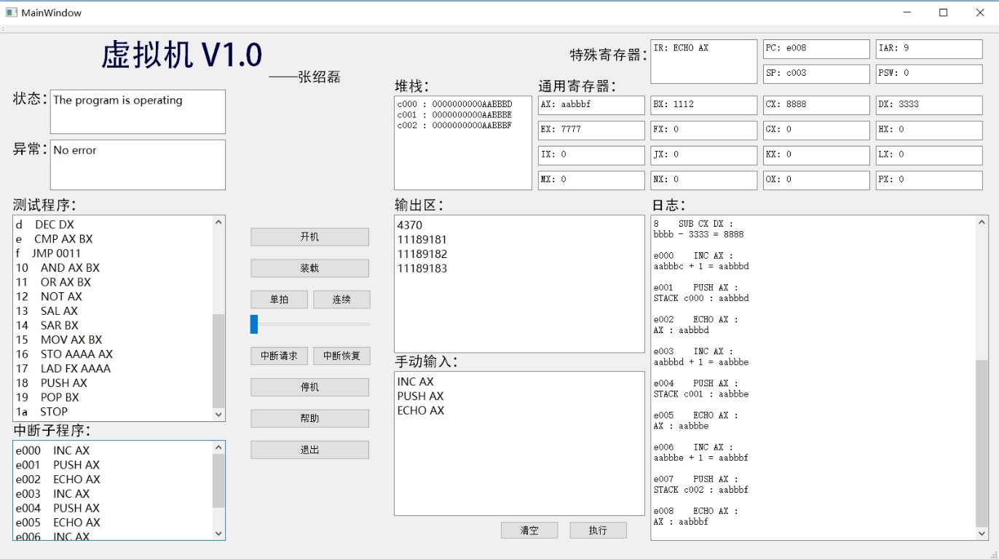 MainWindow
虚拟机 V1.0
——张绍磊
状态：
The program is operating
异常：
No error
特殊寄存器：
IR: ECHO AX
PC: e008
IAR: 9
SP: c003
PSW: 0
堆栈：
c000 : 0000000000AABBBD
c001 : 0000000000AABBBE
c002 : 0000000000AABBBF
通用寄存器：
AX: aabbbf
BX: 1112
CX: 8888
DX: 3333
EX: 7777
FX: 0
GX: 0
HX: 0
IX: 0
JX: 0
KX: 0
LX: 0
MX: 0
NX: 0
OX: 0
PX: 0
测试程序：
d DEC DX
e CMP AX BX
f JMP 0011
10 AND AX BX
11 OR AX BX
12 NOT AX
13 SAL AX
14 SAR BX
15 MOV AX BX
16 STO AAAA AX
17 LAD FX AAAA
18 PUSH AX
19 POP BX
1a STOP
中断子程序：
e000 INC AX
e001 PUSH AX
e002 ECHO AX
e003 INC AX
e004 PUSH AX
e005 ECHO AX
e006 INC AX
开机
装载
单拍
连续
中断请求
中断恢复
停机
帮助
退出
输出区：
4370
11189181
11189182
11189183
手动输入：
INC AX
PUSH AX
ECHO AX
清空
执行
日志：
8 SUB CX DX :
bbbb - 3333 = 8888
e000 INC AX :
aabbbc + 1 = aabbbd
e001 PUSH AX :
STACK c000 : aabbbd
e002 ECHO AX :
AX : aabbbd
e003 INC AX :
aabbbd + 1 = aabbbe
e004 PUSH AX :
STACK c001 : aabbbe
e005 ECHO AX :
AX : aabbbe
e006 INC AX :
aabbbe + 1 = aabbbf
e007 PUSH AX :
STACK c002 : aabbbf
e008 ECHO AX :
AX : aabbbf